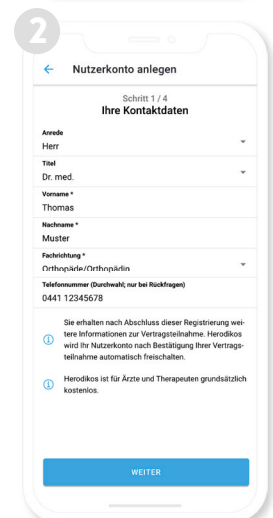 2
Nutzerkonto anlegen
Schritt 1 / 4
Ihre Kontaktdaten
Anrede
Herr
Titel
Dr. med.
Vorname *
Thomas
Nachname *
Muster
Fachrichtung *
Orthopäde/Orthopädin
Telefonnummer (Durchwahl; nur bei Rückfragen)
0441 12345678
Sie erhalten nach Abschluss dieser Registrierung wei-
tere Informationen zur Vertragsteilnahme. Herodikos
wird Ihr Nutzerkonto nach Bestätigung Ihrer Vertrags-
teilnahme automatisch freischalten.
Herodikos ist für Ärzte und Therapeuten grundsätzlich
kostenlos.
WEITER